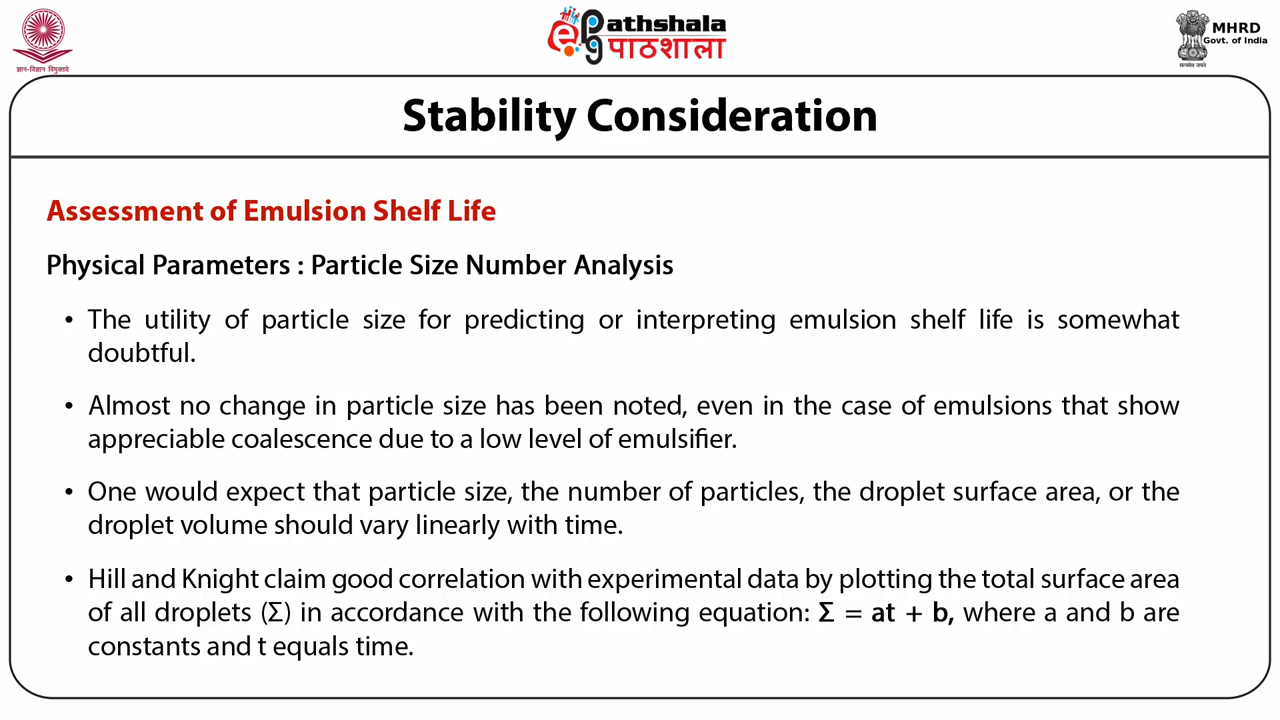 ज्ञान-विज्ञान विमुक्तये
ePathshala
पाठशाला
सत्यमेव जयते
MHRD
Govt. of India
Stability Consideration
Assessment of Emulsion Shelf Life
Physical Parameters : Particle Size Number Analysis
• The utility of particle size for predicting or interpreting emulsion shelf life is somewhat
doubtful.
• Almost no change in particle size has been noted, even in the case of emulsions that show
appreciable coalescence due to a low level of emulsifier.
• One would expect that particle size, the number of particles, the droplet surface area, or the
droplet volume should vary linearly with time.
• Hill and Knight claim good correlation with experimental data by plotting the total surface area
of all droplets (Σ) in accordance with the following equation: Σ = at + b, where a and b are
constants and t equals time.